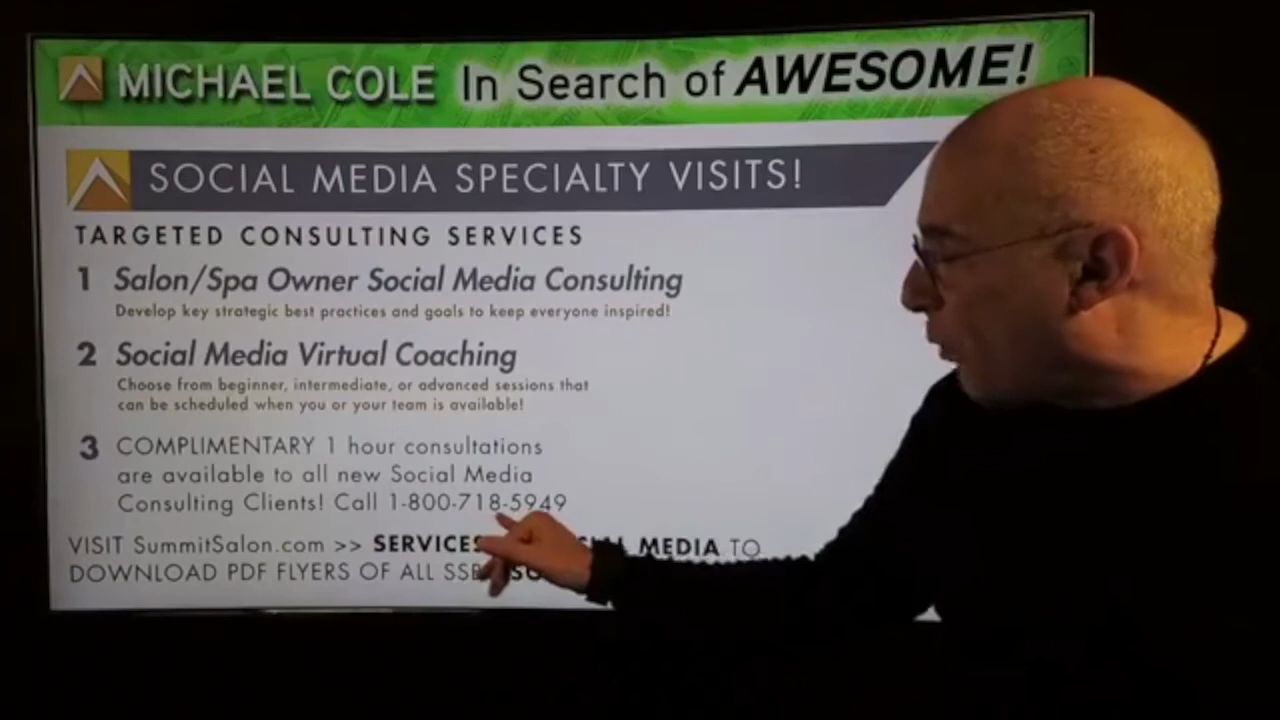 MICHAEL COLE In Search of AWESOME!
SOCIAL MEDIA SPECIALTY VISITS!
TARGETED CONSULTING SERVICES
1 Salon/Spa Owner Social Media Consulting
Develop key strategic best practices and goals to keep everyone inspired!
2 Social Media Virtual Coaching
Choose from beginner, intermediate, or advanced sessions that
can be scheduled when you or your team is available!
3 COMPLIMENTARY 1 hour consultations
are available to all new Social Media
Consulting Clients! Call 1-800-718-5949
VISIT SummitSalon.com >> SERVICES MEDIA TO
DOWNLOAD PDF FLYERS OF ALL